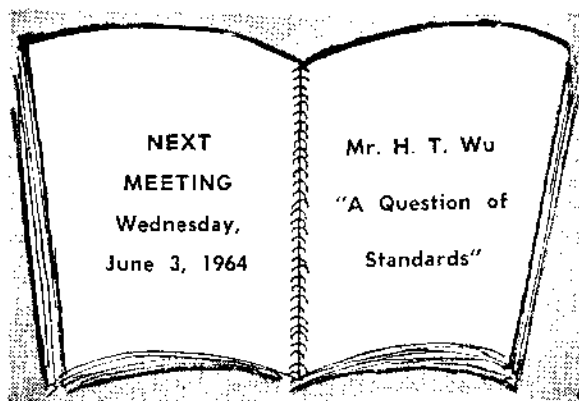 NEXT
MEETING
Wednesday,
June 3, 1964
Mr. H. T. Wu
"A Question of
Standards"